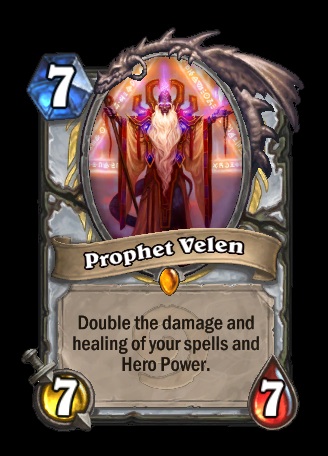 7
Prophet Velen
Double the damage and
healing of your spells and
Hero Power.
7
7